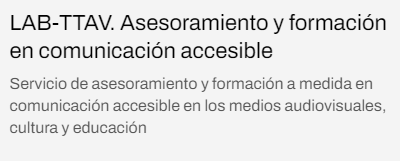 LAB-TTAV. Asesoramiento y formación
en comunicación accesible
Servicio de asesoramiento y formación a medida en
comunicación accesible en los medios audiovisuales,
cultura y educación